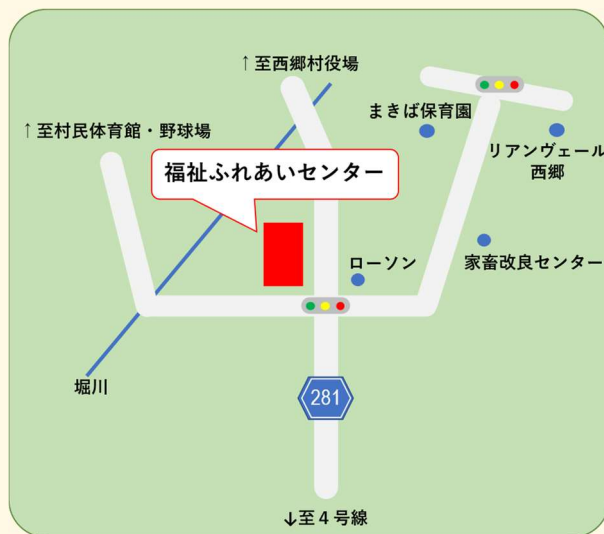 ↑至西郷村役場
まきば保育園
↑至村民体育館・野球場
リアンヴェール
西郷
福祉ふれあいセンター
ローソン
家畜改良センター
堀川
281
↓至4号線